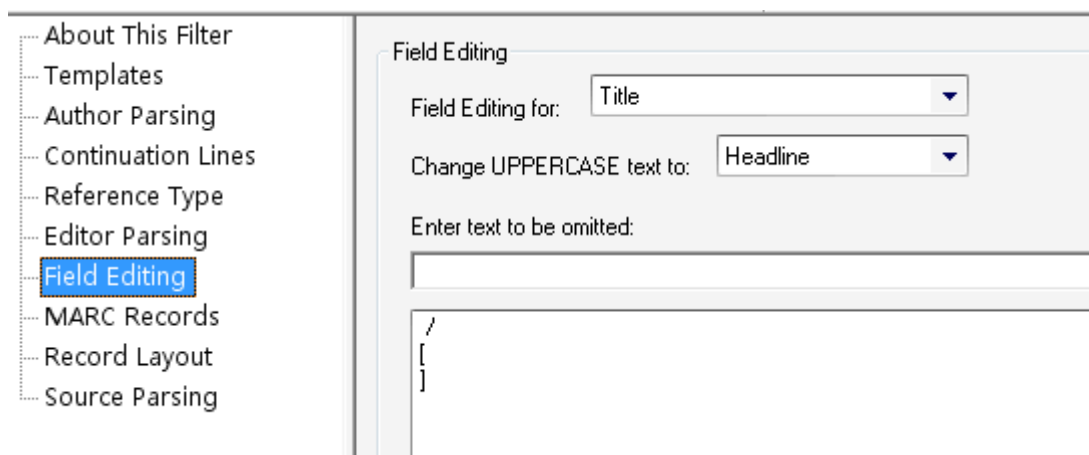 About This Filter
Templates
Author Parsing
Continuation Lines
Reference Type
Editor Parsing
Field Editing
MARC Records
Record Layout
Source Parsing
Field Editing
Field Editing for: Title
Change UPPERCASE text to: Headline
Enter text to be omitted:
/
[
]